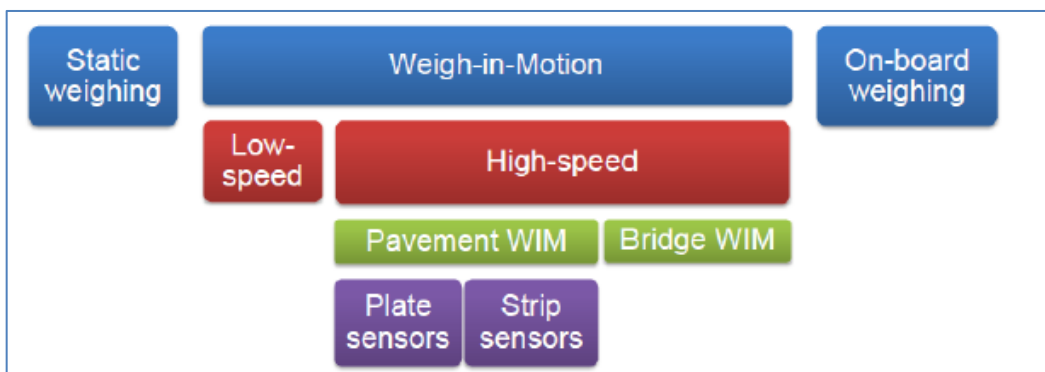 Static
weighing
Weigh-in-Motion
On-board
weighing
Low-
speed
High-speed
Pavement WIM
Bridge WIM
Plate
sensors
Strip
sensors